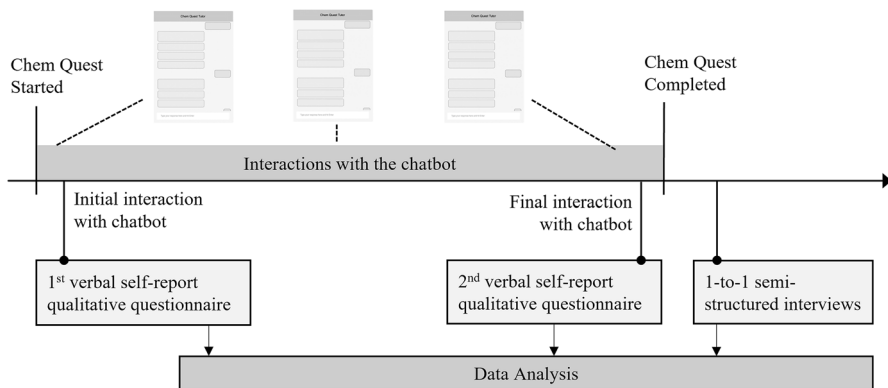 Chem Quest Tutor
Chem Quest Tutor
Chem Quest Tutor
Chem Quest
Started
Chem Quest
Completed
Interactions with the chatbot
Initial interaction
with chatbot
Final interaction
with chatbot
1st verbal self-report
qualitative questionnaire
2nd verbal self-report
qualitative questionnaire
1-to-1 semi-
structured interviews
Data Analysis